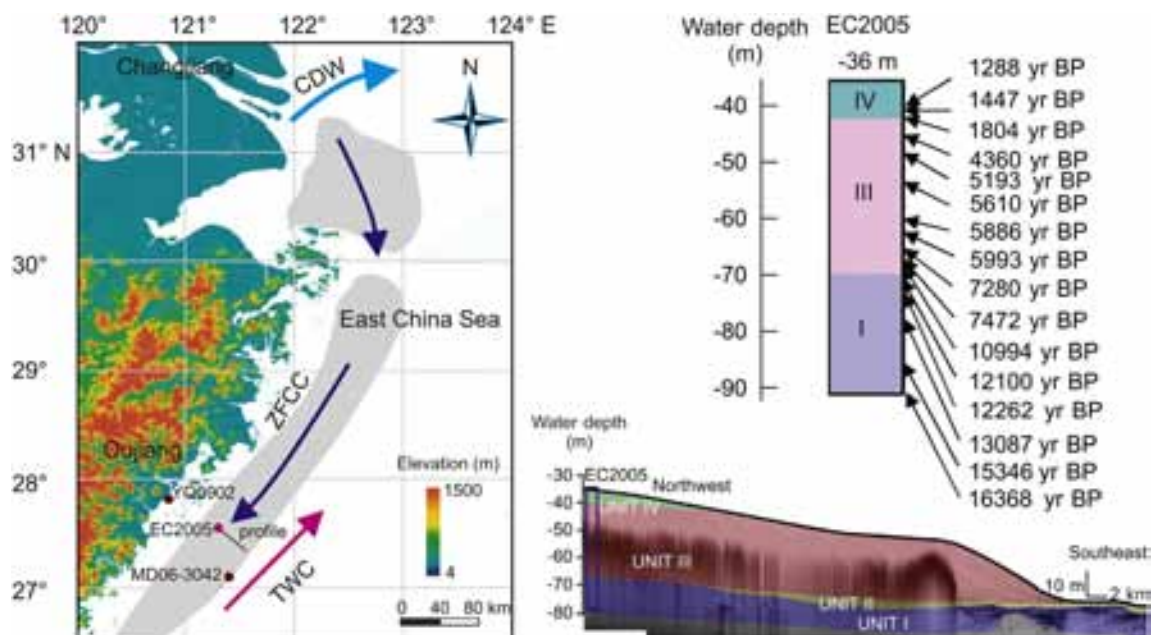 120° 121° 122° 123° 124° E
Changjiang
CDW
N
31° N
30°
29°
28°
27°
East China Sea
ZFCC
Oujiang
YQ0902
EC2005
profile
MD06-3042
TWC
Elevation (m)
1500
4
0 40 80 km
Water depth
(m)
EC2005
-36 m
-40
-50
-60
-70
-80
-90
IV
III
I
1288 yr BP
1447 yr BP
1804 yr BP
4360 yr BP
5193 yr BP
5610 yr BP
5886 yr BP
5993 yr BP
7280 yr BP
7472 yr BP
10994 yr BP
12100 yr BP
12262 yr BP
13087 yr BP
15346 yr BP
16368 yr BP
Water depth
(m)
-30
-40
-50
-60
-70
-80
EC2005
Northwest
UNIT III
UNIT II
UNIT I
Southeast
10 m
2 km